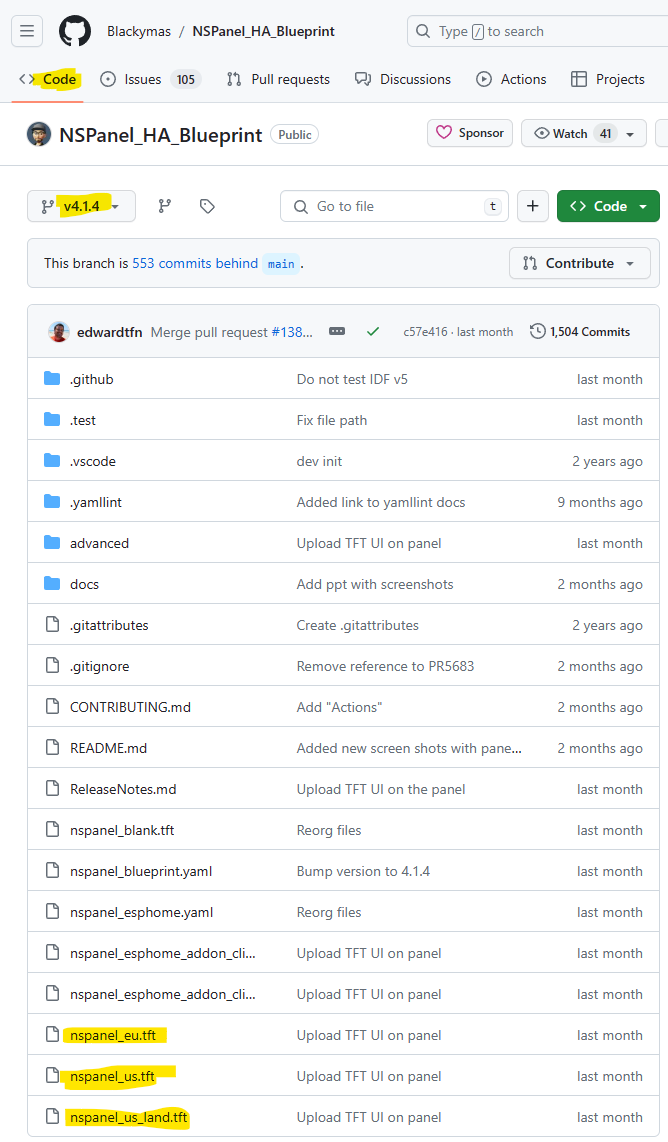 Blackymas / NSPanel_HA_Blueprint
Type / to search
Code Issues 105 Pull requests Discussions Actions Projects
NSPanel_HA_Blueprint Public Sponsor Watch 41
v4.1.4 Go to file t + Code
This branch is 553 commits behind main . Contribute
edwardtfn Merge pull request #138... c57e416 · last month 1,504 Commits
.github Do not test IDF v5 last month
.test Fix file path last month
.vscode dev init 2 years ago
.yamllint Added link to yamllint docs 9 months ago
advanced Upload TFT UI on panel last month
docs Add ppt with screenshots 2 months ago
.gitattributes Create .gitattributes 2 years ago
.gitignore Remove reference to PR5683 2 months ago
CONTRIBUTING.md Add "Actions" 2 months ago
README.md Added new screen shots with pane... 2 months ago
ReleaseNotes.md Upload TFT UI on the panel last month
nspanel_blank.tft Reorg files last month
nspanel_blueprint.yaml Bump version to 4.1.4 last month
nspanel_esphome.yaml Reorg files last month
nspanel_esphome_addon_cli... Upload TFT UI on panel last month
nspanel_esphome_addon_cli... Upload TFT UI on panel last month
nspanel_eu.tft Upload TFT UI on panel last month
nspanel_us.tft Upload TFT UI on panel last month
nspanel_us_land.tft Upload TFT UI on panel last month